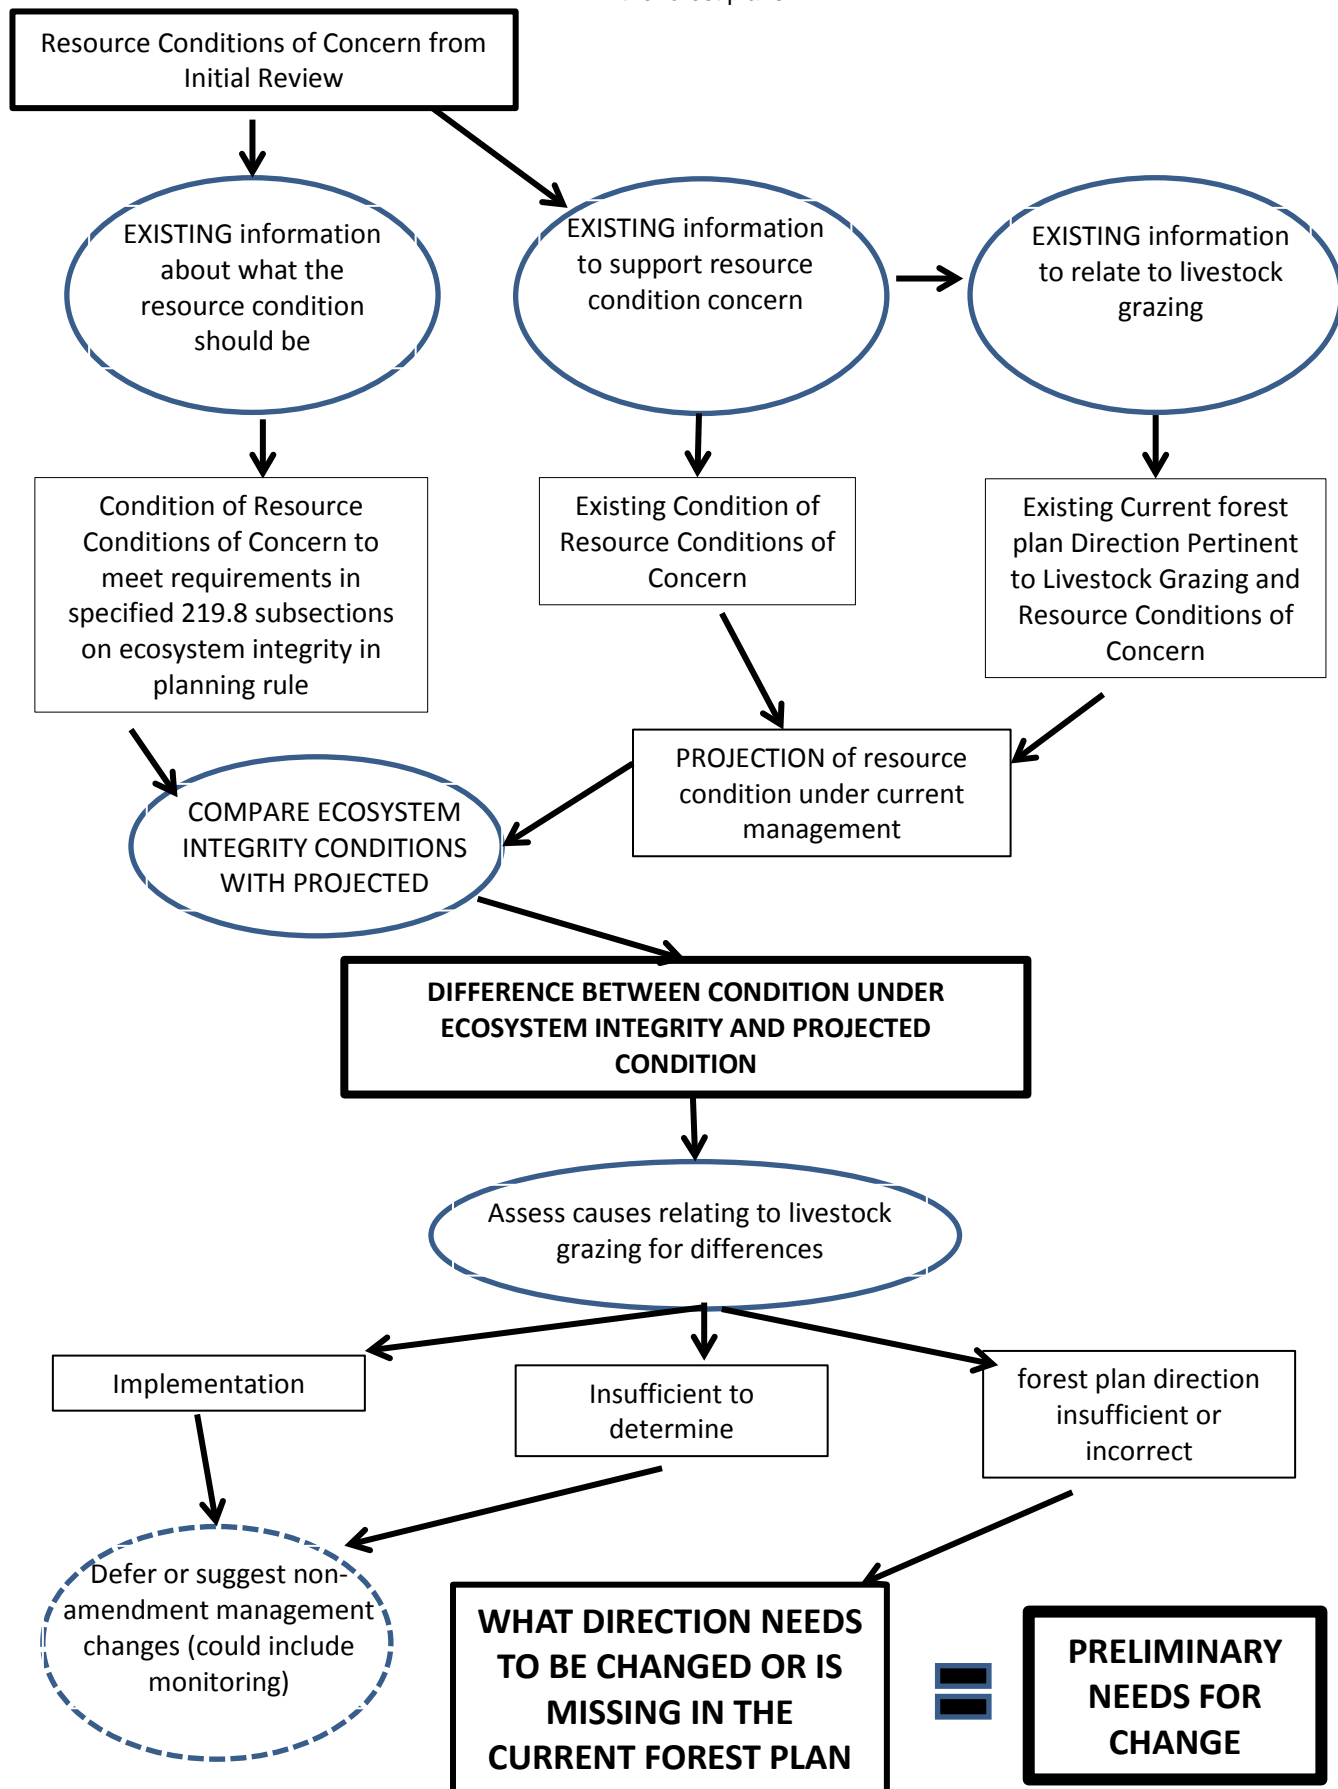 Resource Conditions of Concern from
Initial Review
EXISTING information
about what the
resource condition
should be
EXISTING information
to support resource
condition concern
EXISTING information
to relate to livestock
grazing
Condition of Resource
Conditions of Concern to
meet requirements in
specified 219.8 subsections
on ecosystem integrity in
planning rule
Existing Condition of
Resource Conditions of
Concern
Existing Current forest
plan Direction Pertinent
to Livestock Grazing and
Resource Conditions of
Concern
PROJECTION of resource
condition under current
management
COMPARE ECOSYSTEM
INTEGRITY CONDITIONS
WITH PROJECTED
DIFFERENCE BETWEEN CONDITION UNDER
ECOSYSTEM INTEGRITY AND PROJECTED
CONDITION
Assess causes relating to livestock
grazing for differences
Implementation
Insufficient to
determine
forest plan direction
insufficient or
incorrect
Defer or suggest non-
amendment management
changes (could include
monitoring)
WHAT DIRECTION NEEDS
TO BE CHANGED OR IS
MISSING IN THE
CURRENT FOREST PLAN
PRELIMINARY
NEEDS FOR
CHANGE